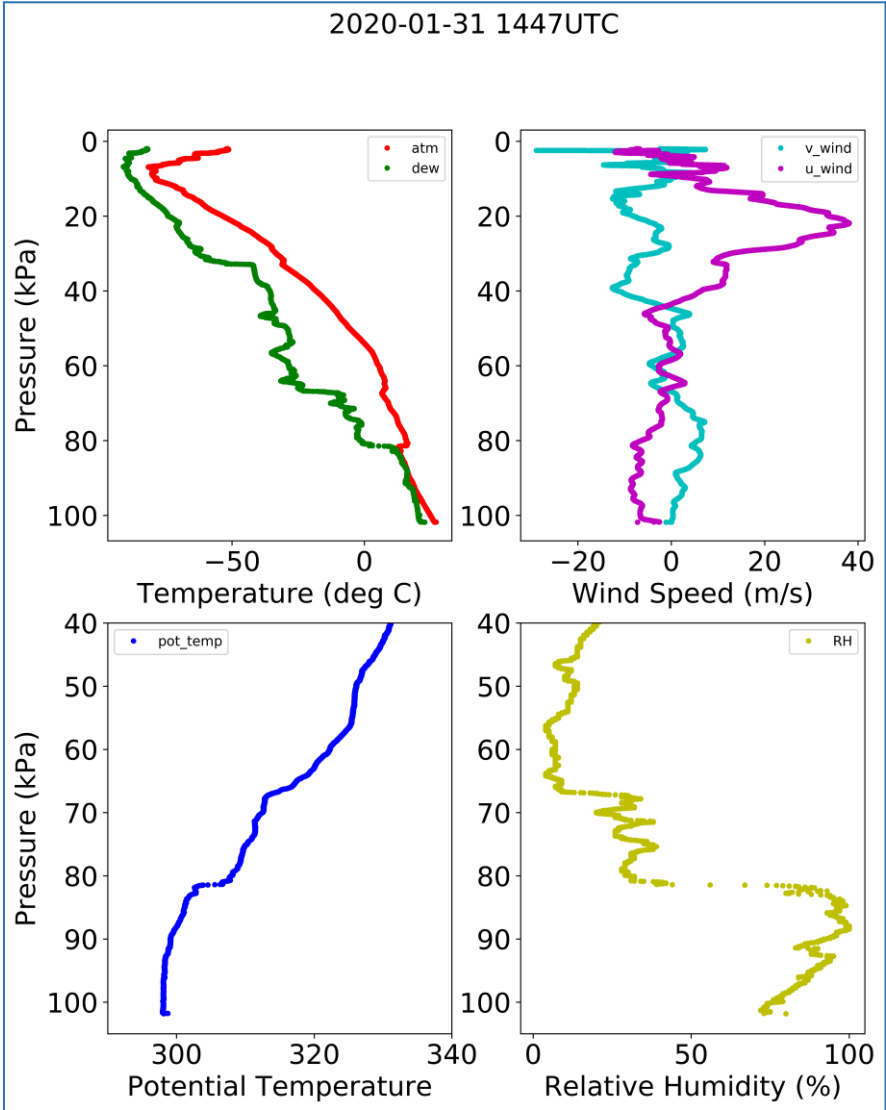 2020-01-31 1447UTC
0
20
40
60
80
100
Pressure (kPa)
atm
dew
−50
0
Temperature (deg C)
0
20
40
60
80
100
v_wind
u_wind
−20
0
20
40
Wind Speed (m/s)
40
50
60
70
80
90
100
Pressure (kPa)
pot_temp
300
320
340
Potential Temperature
40
50
60
70
80
90
100
RH
0
50
100
Relative Humidity (%)